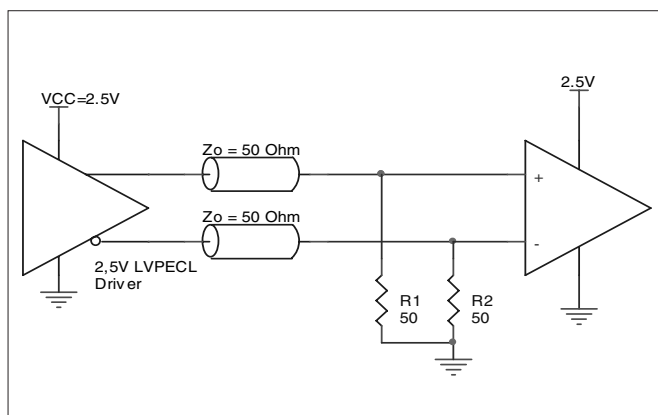 2.5V
VCC=2.5V
Zo = 50 Ohm
+
Zo = 50 Ohm
-
2,5V LVPECL
Driver
R1
50
R2
50